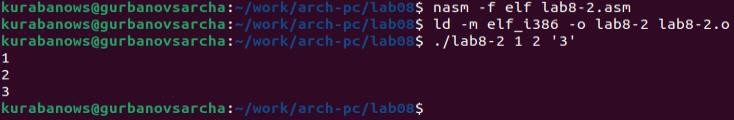 kurabanows@gurbanovsarcha:~/work/arch-pc/lab08$ nasm -f elf lab8-2.asm
kurabanows@gurbanovsarcha:~/work/arch-pc/lab08$ ld -m elf_i386 -o lab8-2 lab8-2.o
kurabanows@gurbanovsarcha:~/work/arch-pc/lab08$ ./lab8-2 1 2 '3'
1
2
3
kurabanows@gurbanovsarcha:~/work/arch-pc/lab08$